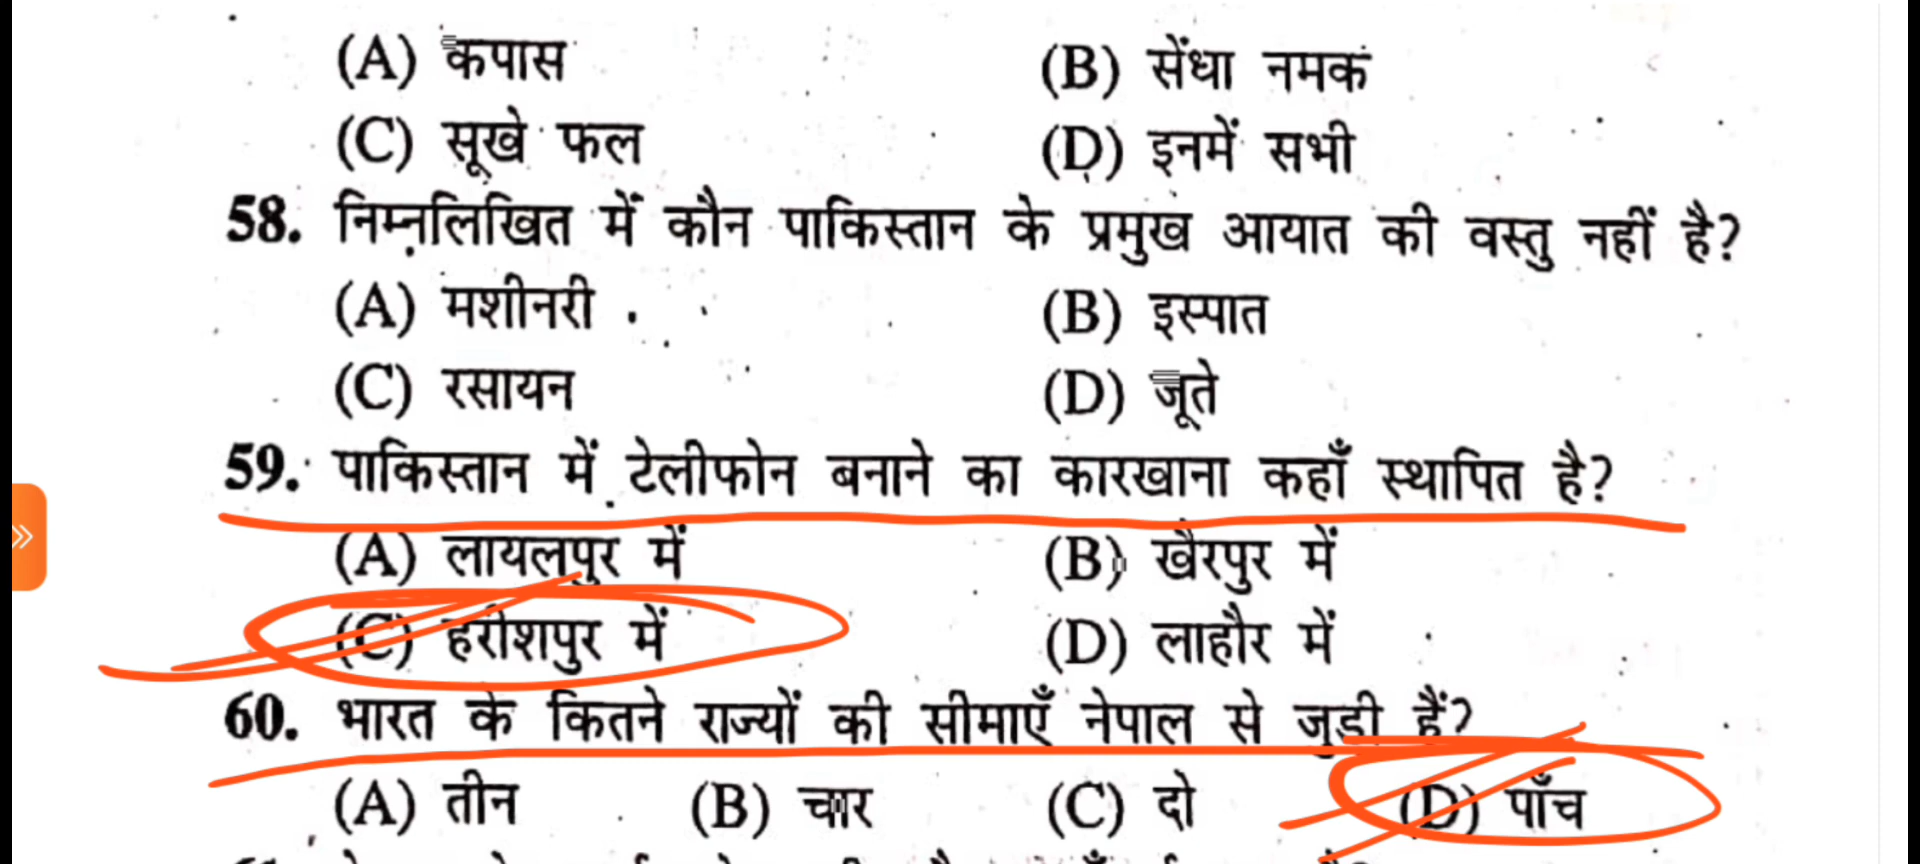 (A) कपास (B) सेंधा नमक
(C) सूखे फल (D) इनमें सभी
58. निम्नलिखित में कौन पाकिस्तान के प्रमुख आयात की वस्तु नहीं है?
(A) मशीनरी (B) इस्पात
(C) रसायन (D) जूते
59. पाकिस्तान में टेलीफोन बनाने का कारखाना कहाँ स्थापित है?
(A) लायलपुर में (B) खैरपुर में
(C) हरीशपुर में (D) लाहौर में
60. भारत के कितने राज्यों की सीमाएँ नेपाल से जुड़ी हैं?
(A) तीन (B) चार (C) दो (D) पाँच